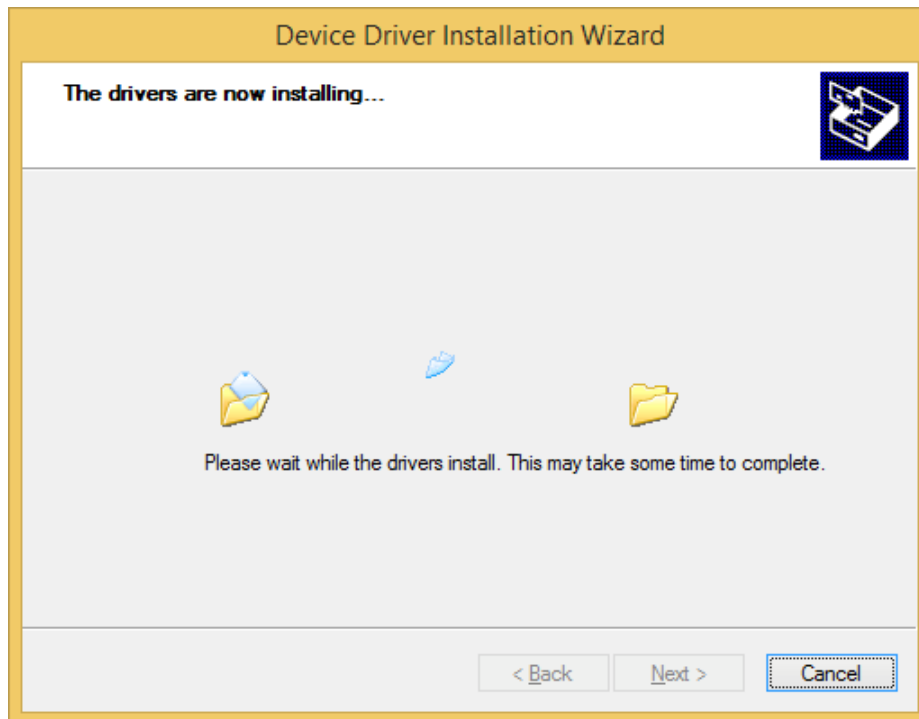 Device Driver Installation Wizard
The drivers are now installing...
Please wait while the drivers install. This may take some time to complete.
< Back
Next >
Cancel